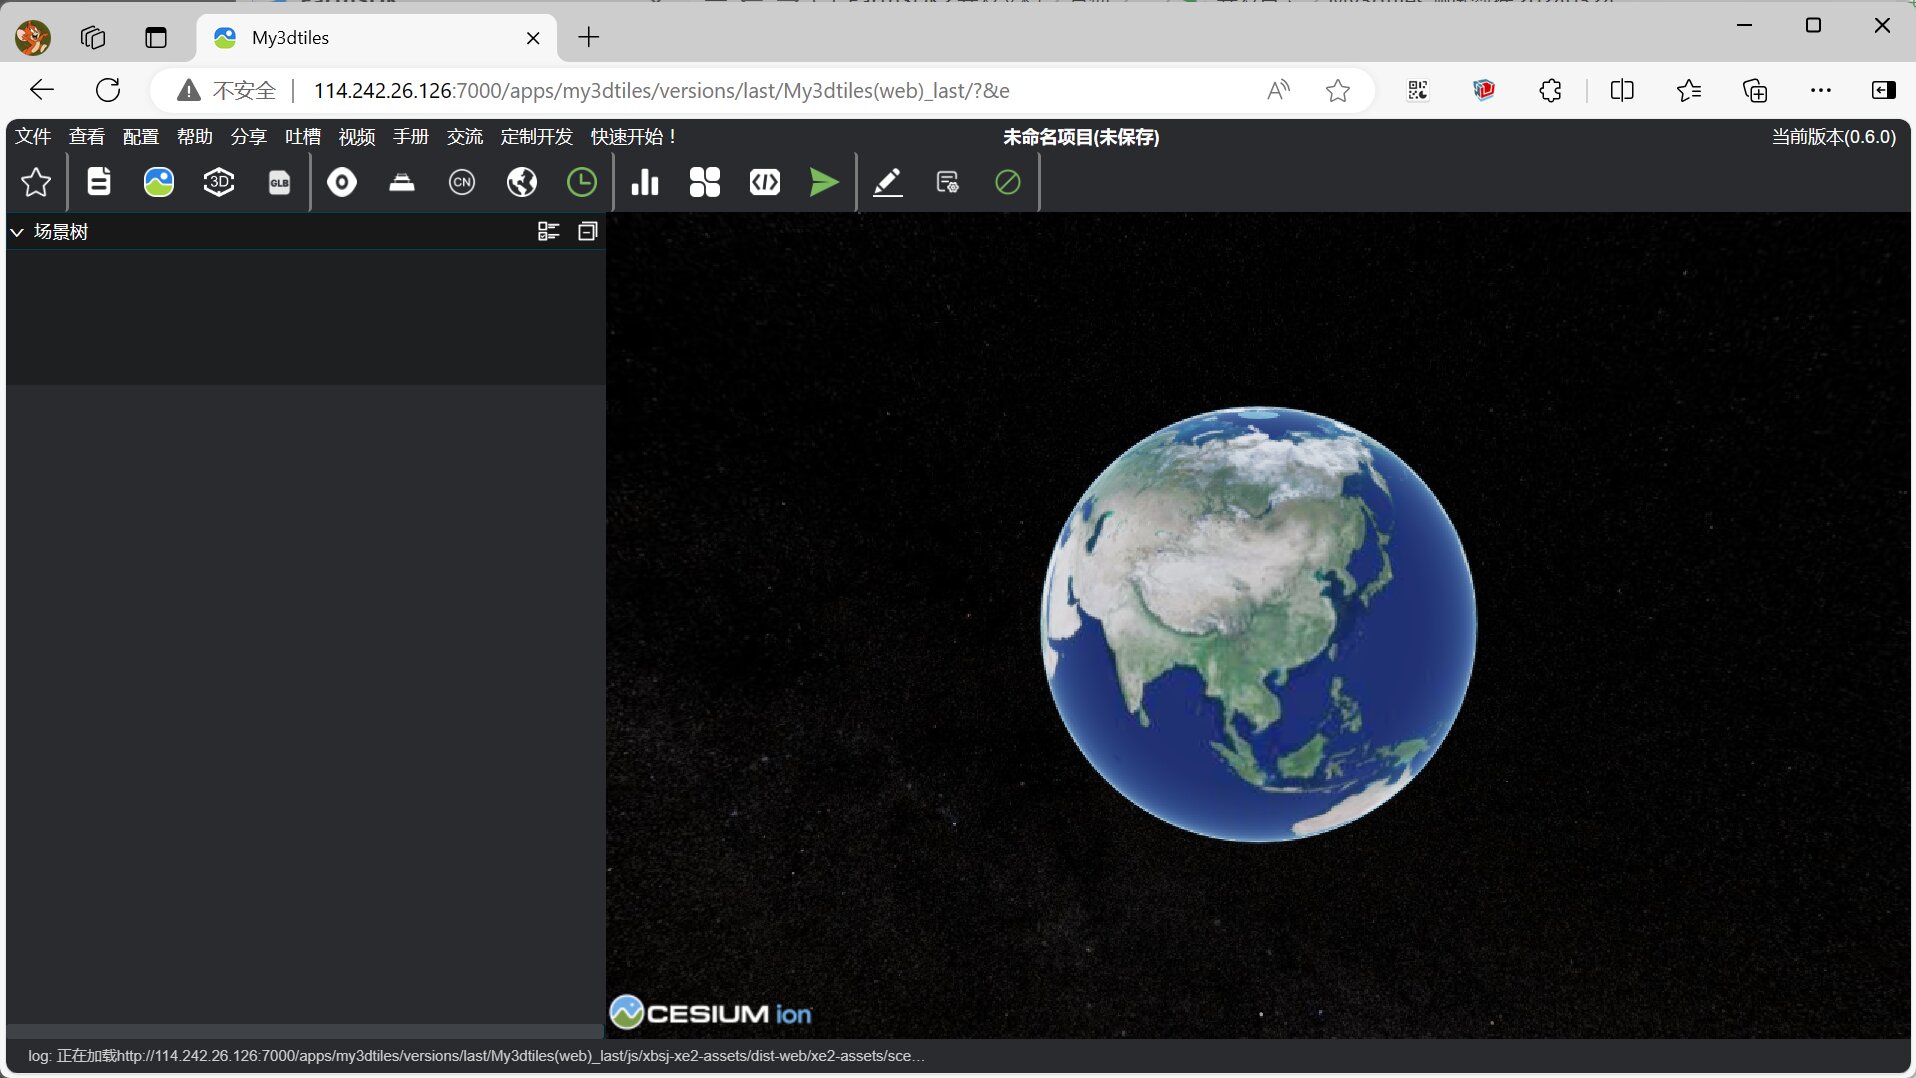 My3dtiles
不安全
114.242.26.126:7000/apps/my3dtiles/versions/last/My3dtiles(web)_last/?&e
文件 查看 配置 帮助 分享 吐槽 视频 手册 交流 定制开发 快速开始！ 未命名项目(未保存) 当前版本(0.6.0)
3D GLB CN
场景树
CESIUM ion
log: 正在加载http://114.242.26.126:7000/apps/my3dtiles/versions/last/My3dtiles(web)_last/js/xbsj-xe2-assets/dist-web/xe2-assets/sce…